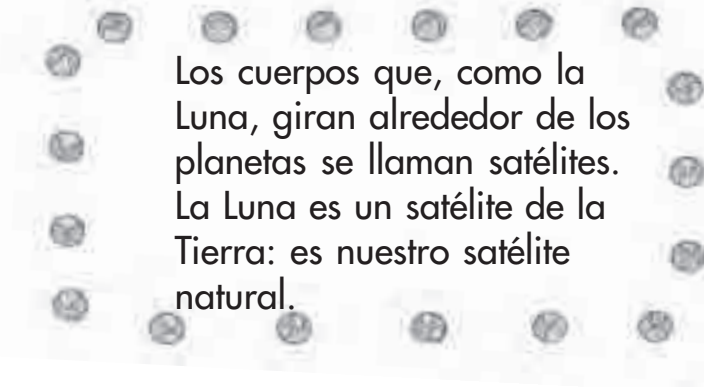 Los cuerpos que, como la
Luna, giran alrededor de los
planetas se llaman satélites.
La Luna es un satélite de la
Tierra: es nuestro satélite
natural.